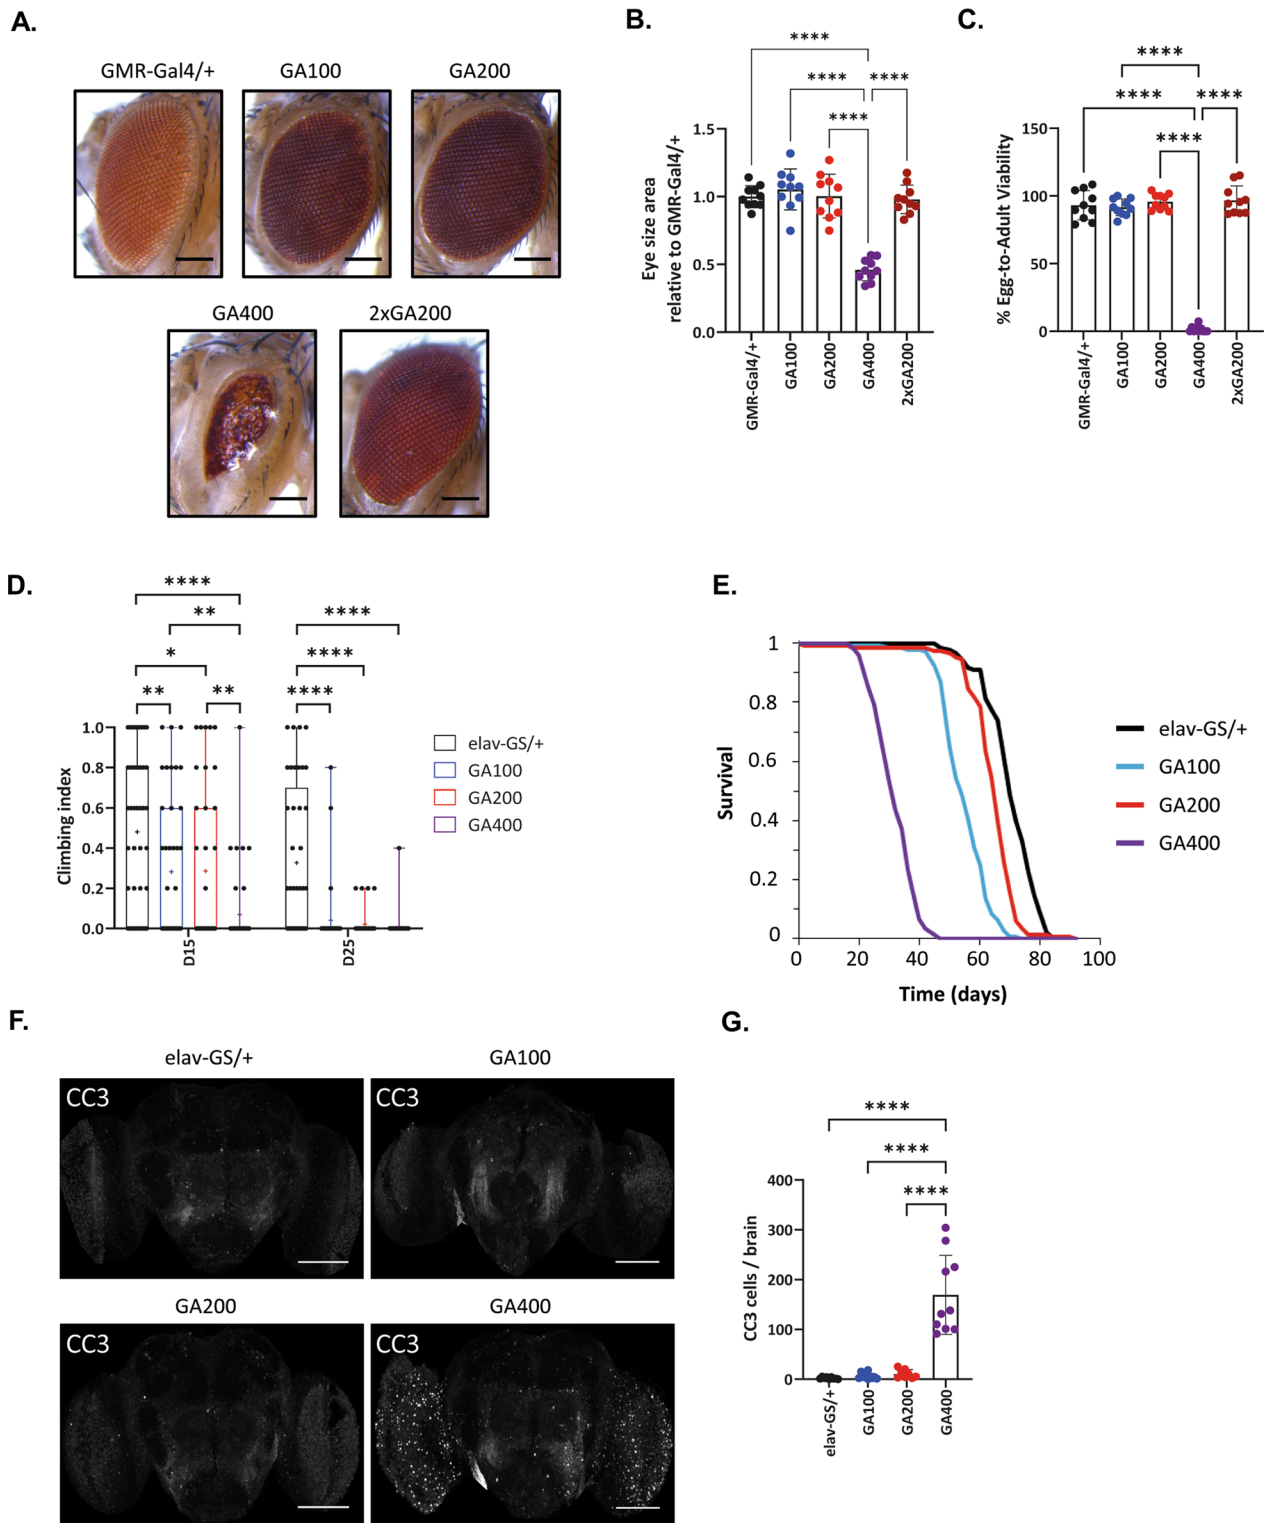 A.
GMR-Gal4/+
GA100
GA200
GA400
2xGA200
B.
****
**** ****
****
Eye size area
relative to GMR-Gal4/+
1.5
1.0
0.5
0.0
GMR-Gal4/+
GA100
GA200
GA400
2xGA200
C.
****
**** ****
****
% Egg-to-Adult Viability
150
100
50
0
GMR-Gal4/+
GA100
GA200
GA400
2xGA200
D.
****
** ****
* ****
** ** ****
Climbing index
1.0
0.8
0.6
0.4
0.2
0.0
D15
D25
elav-GS/+
GA100
GA200
GA400
E.
Survival
1
0.8
0.6
0.4
0.2
0
0 20 40 60 80 100
Time (days)
elav-GS/+
GA100
GA200
GA400
F.
elav-GS/+
GA100
CC3
CC3
GA200
GA400
CC3
CC3
G.
****
****
****
CC3 cells / brain
400
300
200
100
0
elav-GS/+
GA100
GA200
GA400